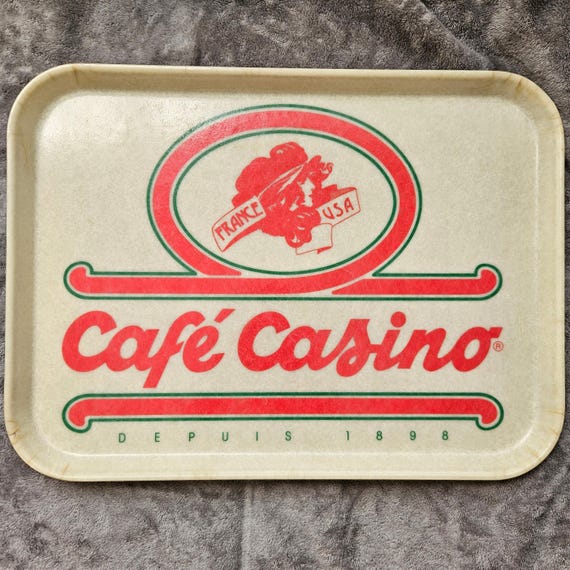 FRANCE USA
Café Casino®
DEPUIS 1898